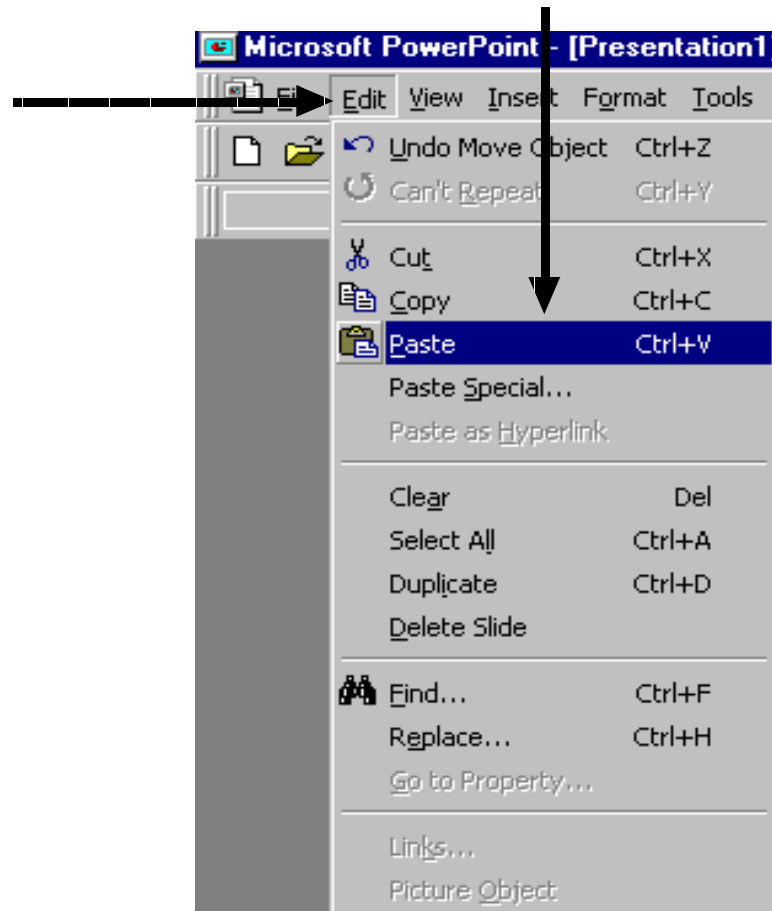 Microsoft PowerPoint - [Presentation1]
Edit View Insert Format Tools
Undo Move Object Ctrl+Z
Can't Repeat Ctrl+Y
Cut Ctrl+X
Copy Ctrl+C
Paste Ctrl+V
Paste Special...
Paste as Hyperlink
Clear Del
Select All Ctrl+A
Duplicate Ctrl+D
Delete Slide
Find... Ctrl+F
Replace... Ctrl+H
Go to Property...
Links...
Picture Object